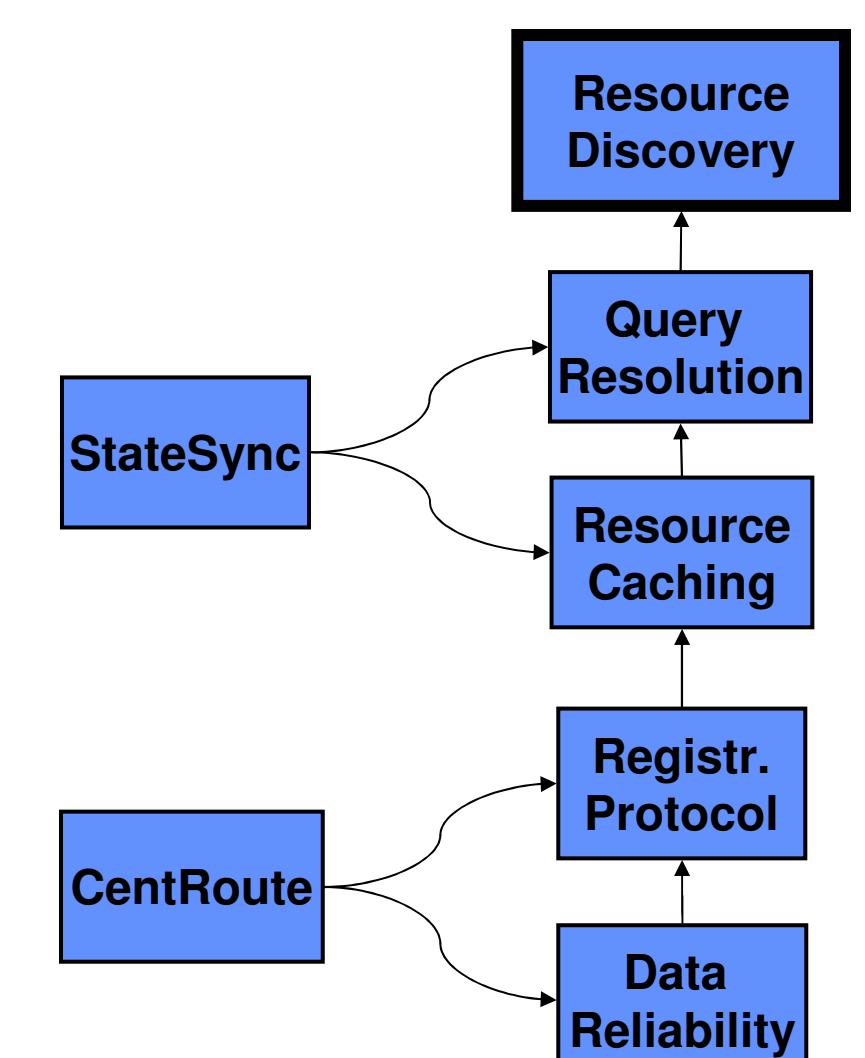 Resource
Discovery
Query
Resolution
StateSync
Resource
Caching
Registr.
Protocol
CentRoute
Data
Reliability